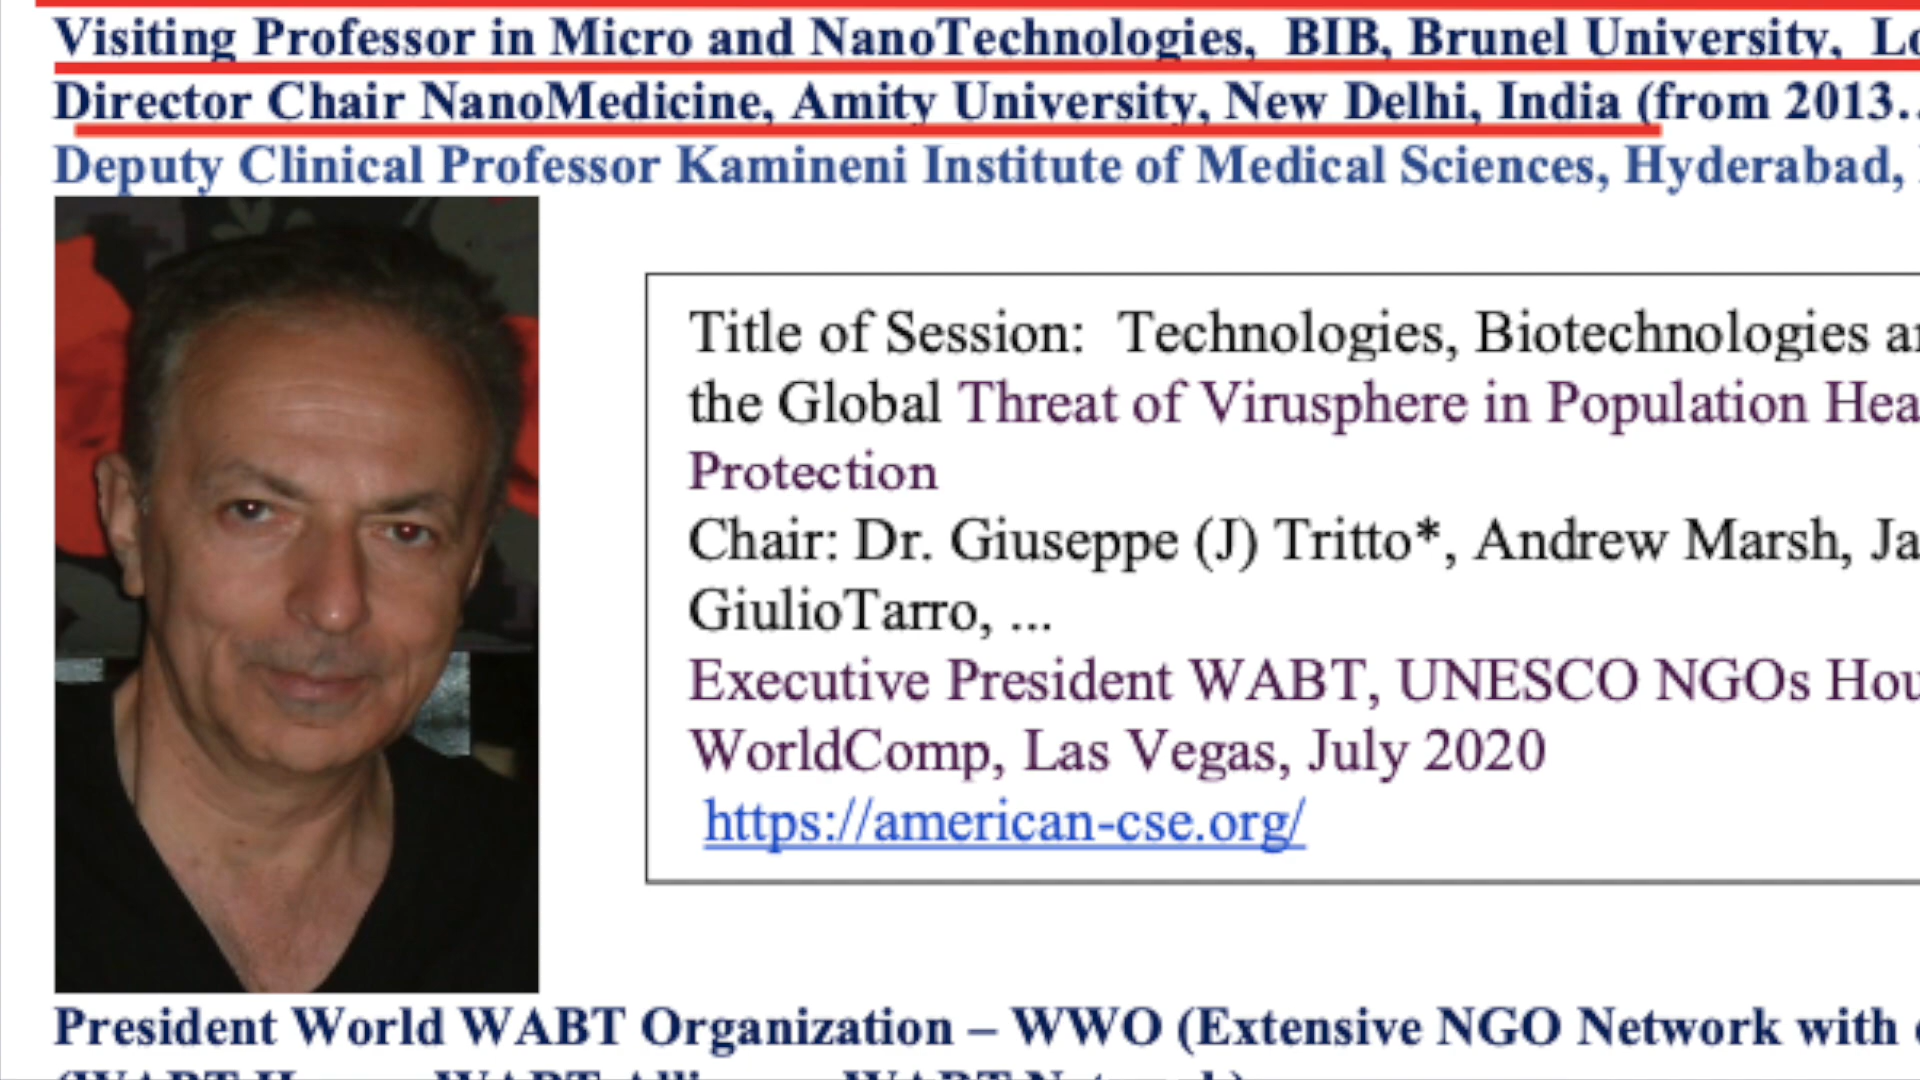 Visiting Professor in Micro and NanoTechnologies, BIB, Brunel University,
Director Chair NanoMedicine, Amity University, New Delhi, India (from 2013..
Deputy Clinical Professor Kamineni Institute of Medical Sciences, Hyderabad,
Title of Session: Technologies, Biotechnologies
the Global Threat of Virusphere in Population
Protection
Chair: Dr. Giuseppe (J) Tritto*, Andrew Marsh,
GiulioTarro, ...
Executive President WABT, UNESCO NGOs
WorldComp, Las Vegas, July 2020
https://american-cse.org/
President World WABT Organization – WWO (Extensive NGO Network with